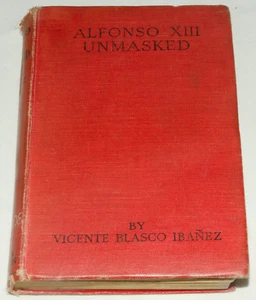 ALFONSO XIII
UNMASKED
BY
VICENTE BLASCO IBAÑEZ